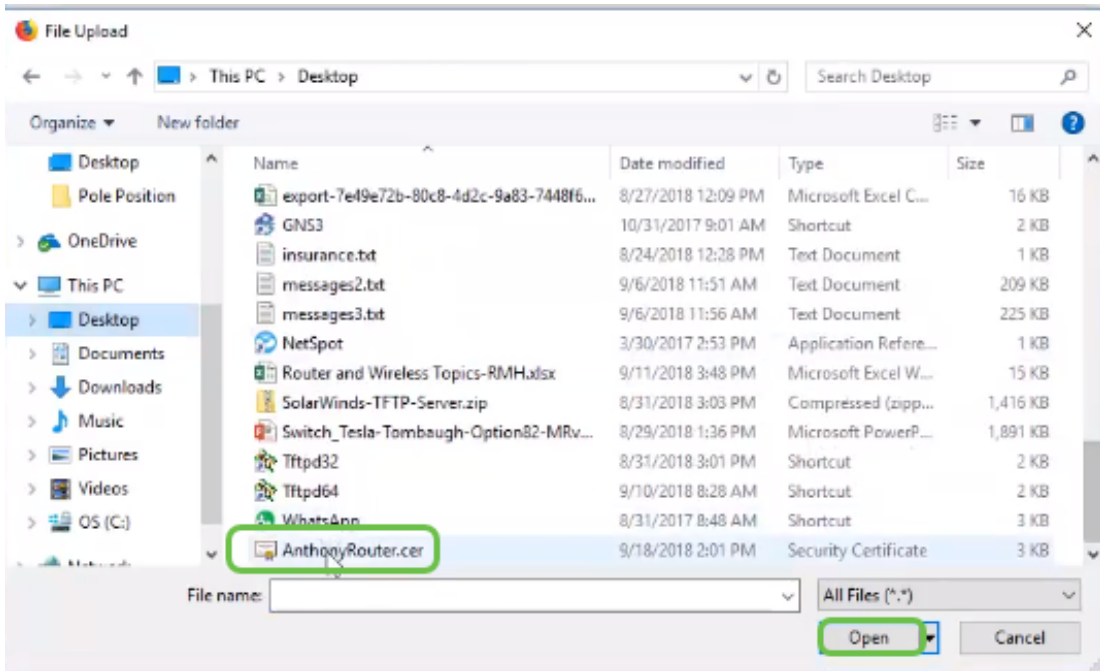 File Upload
This PC > Desktop
Search Desktop
Organize
New folder
Desktop
Pole Position
OneDrive
This PC
Desktop
Documents
Downloads
Music
Pictures
Videos
OS (C:)
Network
Name Date modified Type Size
export-7e49e72b-80c8-4d2c-9a83-7448f6... 8/27/2018 12:09 PM Microsoft Excel C... 16 KB
GNS3 10/31/2017 9:01 AM Shortcut 2 KB
insurance.txt 8/24/2018 12:28 PM Text Document 1 KB
messages2.txt 9/6/2018 11:51 AM Text Document 209 KB
messages3.txt 9/6/2018 11:56 AM Text Document 225 KB
NetSpot 3/30/2017 2:53 PM Application Refere... 1 KB
Router and Wireless Topics-RMH.xlsx 9/11/2018 3:48 PM Microsoft Excel W... 15 KB
SolarWinds-TFTP-Server.zip 8/31/2018 3:03 PM Compressed (zipp... 1,416 KB
Switch_Tesla-Tombaugh-Option82-MRv... 8/29/2018 1:36 PM Microsoft PowerP... 1,891 KB
Tftpd32 8/31/2018 3:01 PM Shortcut 2 KB
Tftpd64 9/10/2018 8:28 AM Shortcut 2 KB
WhatsApp 8/31/2017 8:48 AM Shortcut 3 KB
AnthonyRouter.cer 9/18/2018 2:01 PM Security Certificate 3 KB
File name:
All Files (*.*)
Open
Cancel